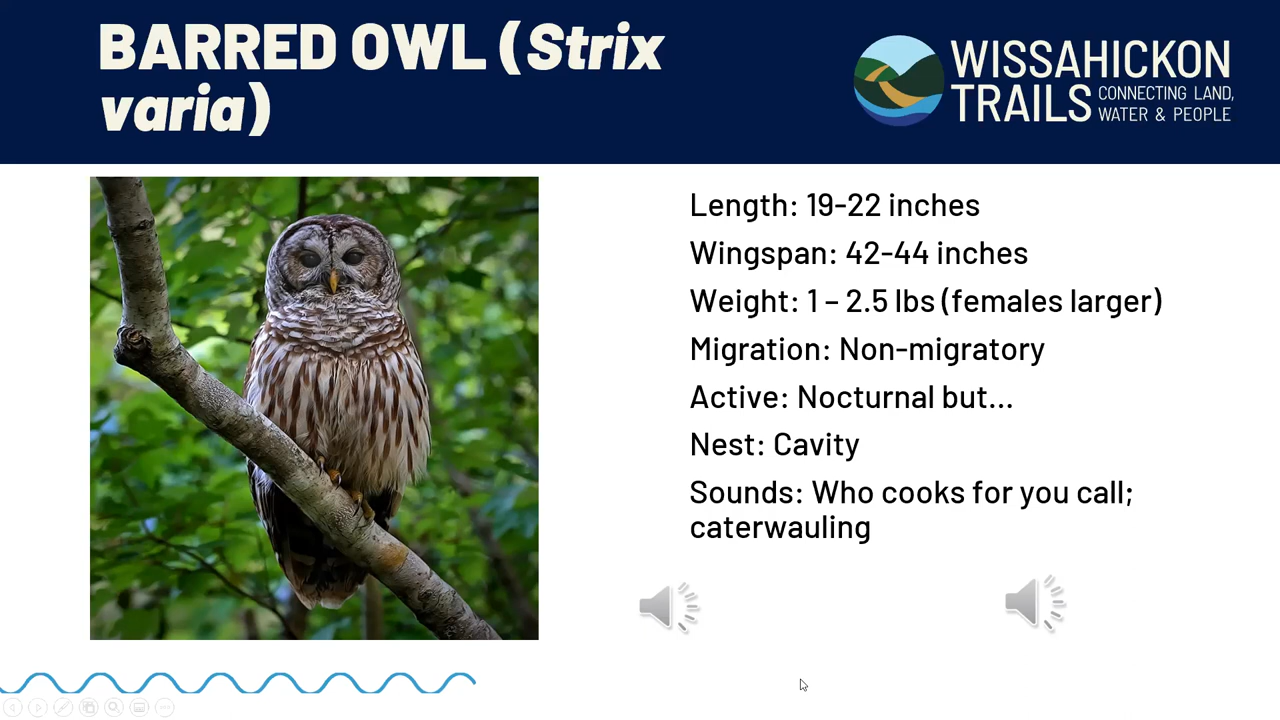 BARRED OWL (Strix
varia)
WISSAHICKON
TRAILS CONNECTING LAND,
WATER & PEOPLE
Length: 19-22 inches
Wingspan: 42-44 inches
Weight: 1 – 2.5 lbs (females larger)
Migration: Non-migratory
Active: Nocturnal but...
Nest: Cavity
Sounds: Who cooks for you call;
caterwauling